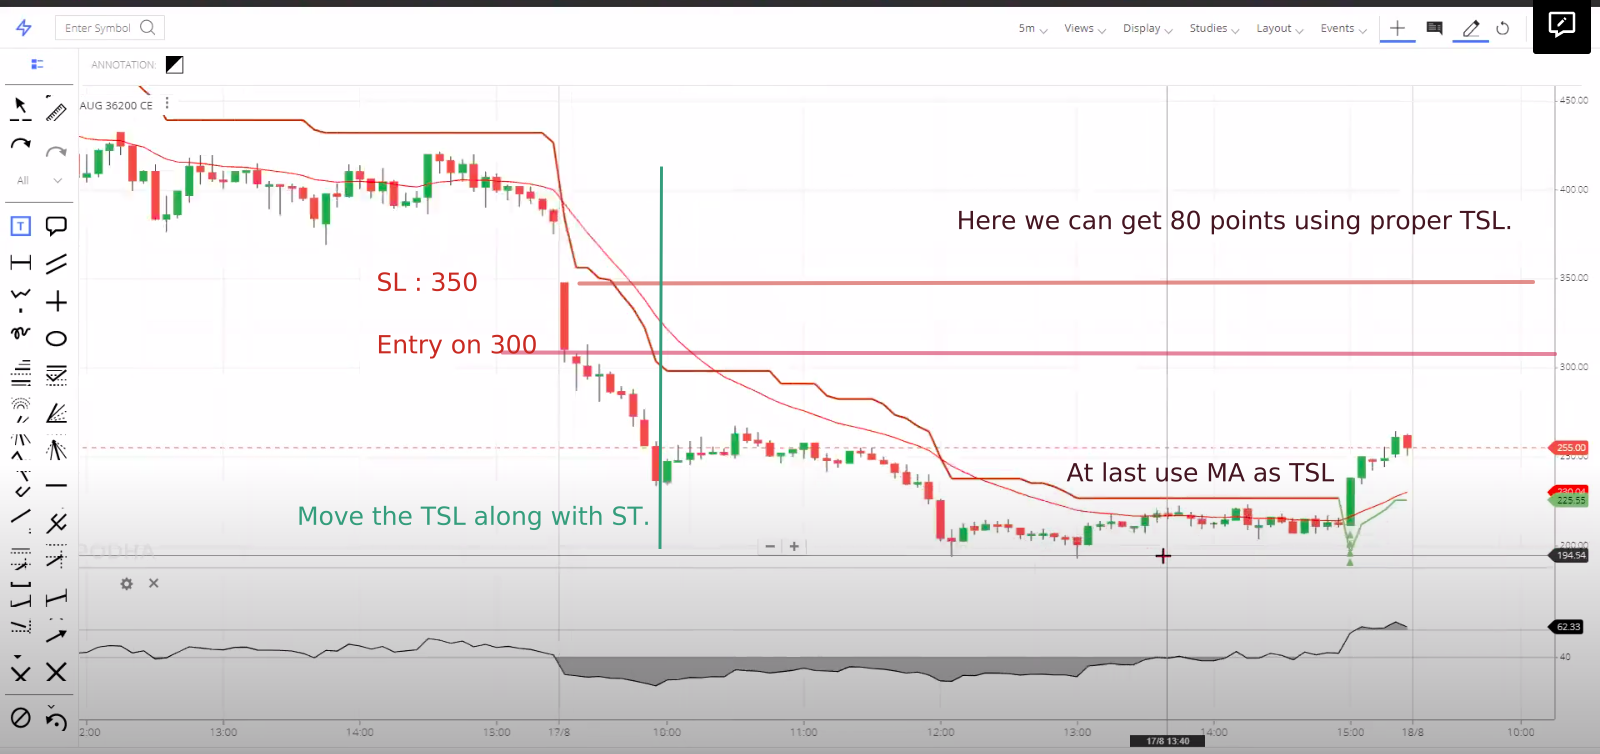 Enter Symbol
5m Views Display Studies Layout Events
ANNOTATION:
AUG 36200 CE
All
T
450.00
400.00
Here we can get 80 points using proper TSL.
SL : 350
350.00
Entry on 300
300.00
255.00
At last use MA as TSL
225.55
Move the TSL along with ST.
194.54
62.33
40
13:00 14:00 15:00 17/8 10:00 11:00 12:00 13:00 14:00 15:00 18/8 10:00
17/8 13:40